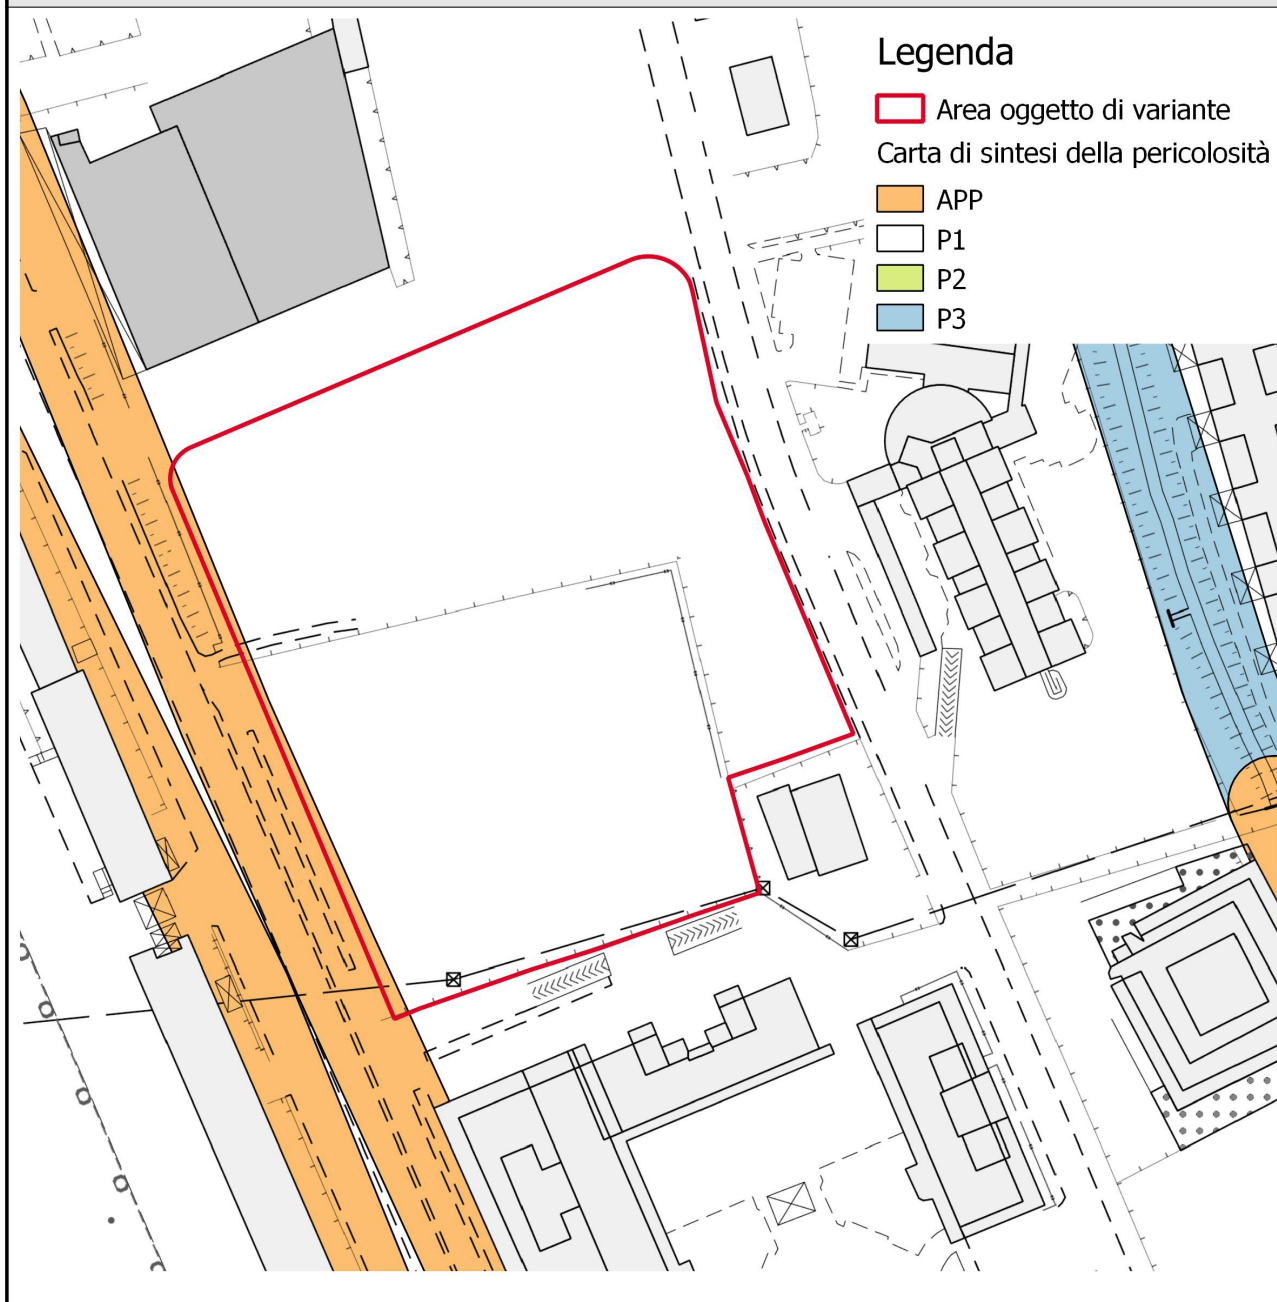 Legenda
Area oggetto di variante
Carta di sintesi della pericolosità
APP
P1
P2
P3